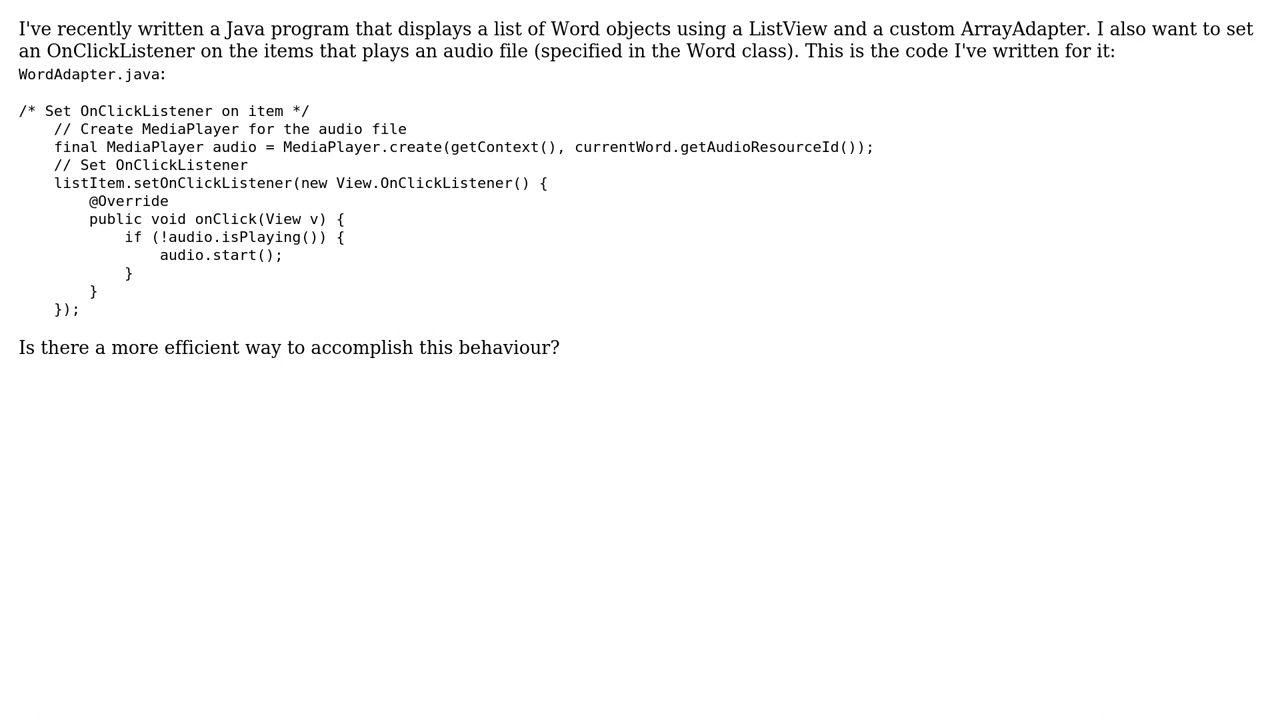 I've recently written a Java program that displays a list of Word objects using a ListView and a custom ArrayAdapter. I also want to set
an OnClickListener on the items that plays an audio file (specified in the Word class). This is the code I've written for it:
WordAdapter.java:
/* Set OnClickListener on item */
    // Create MediaPlayer for the audio file
    final MediaPlayer audio = MediaPlayer.create(getContext(), currentWord.getAudioResourceId());
    // Set OnClickListener
    listItem.setOnClickListener(new View.OnClickListener() {
        @Override
        public void onClick(View v) {
            if (!audio.isPlaying()) {
                audio.start();
            }
        }
    });
Is there a more efficient way to accomplish this behaviour?